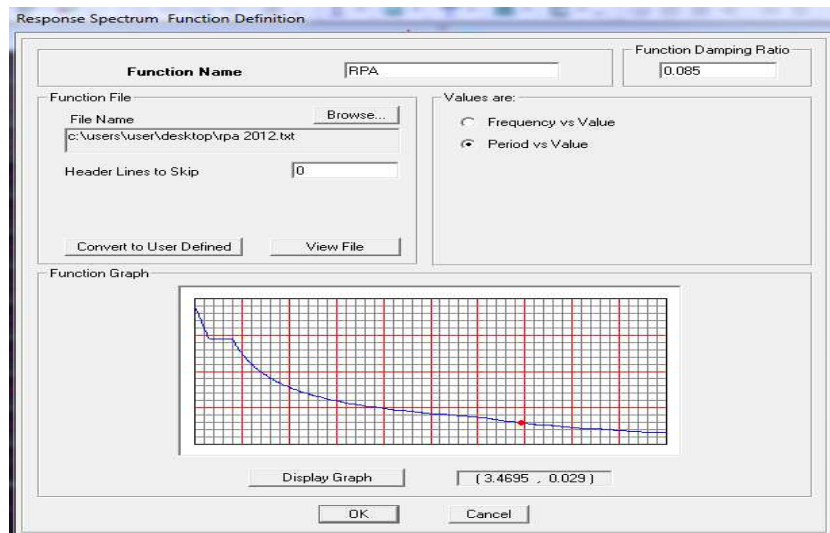 Response Spectrum Function Definition
Function Name RPA
Function Damping Ratio
0.085
Function File
File Name Browse...
c:\users\user\desktop\rpa 2012.txt
Header Lines to Skip 0
Convert to User Defined View File
Values are:
Frequency vs Value
Period vs Value
Function Graph
Display Graph ( 3.4695 , 0.029 )
OK Cancel